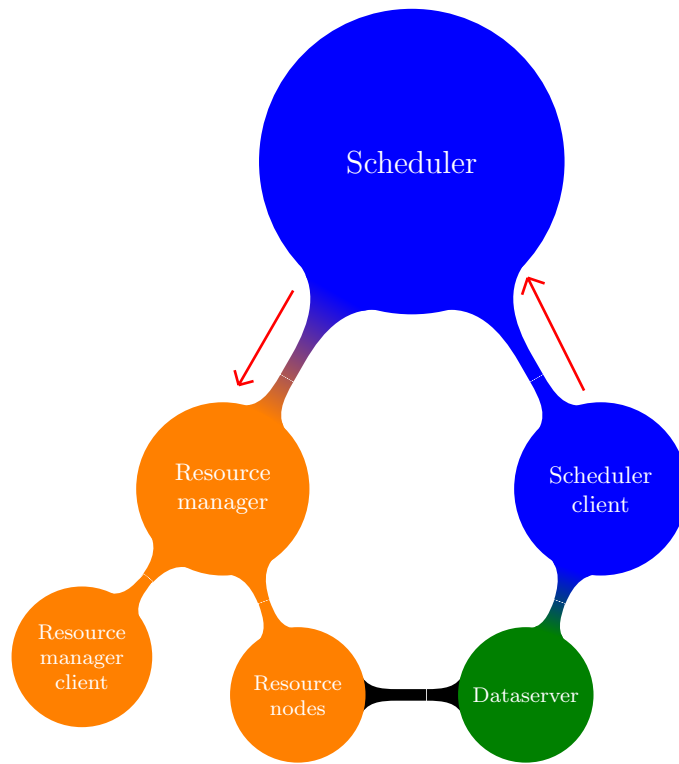 Scheduler
Resource
manager
Scheduler
client
Resource
manager
client
Resource
nodes
Dataserver